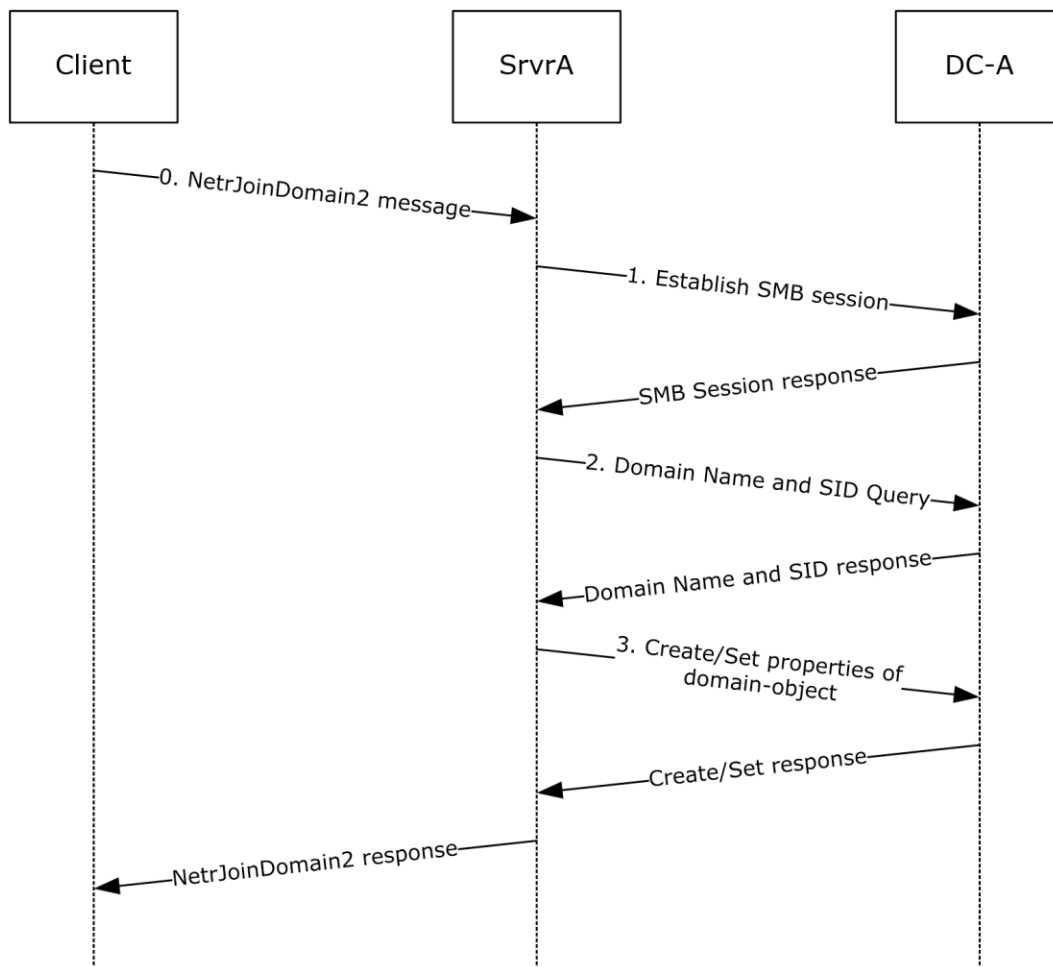 Client
SrvrA
DC-A
0. NetrJoinDomain2 message
1. Establish SMB session
SMB Session response
2. Domain Name and SID Query
Domain Name and SID response
3. Create/Set properties of
domain-object
Create/Set response
NetrJoinDomain2 response